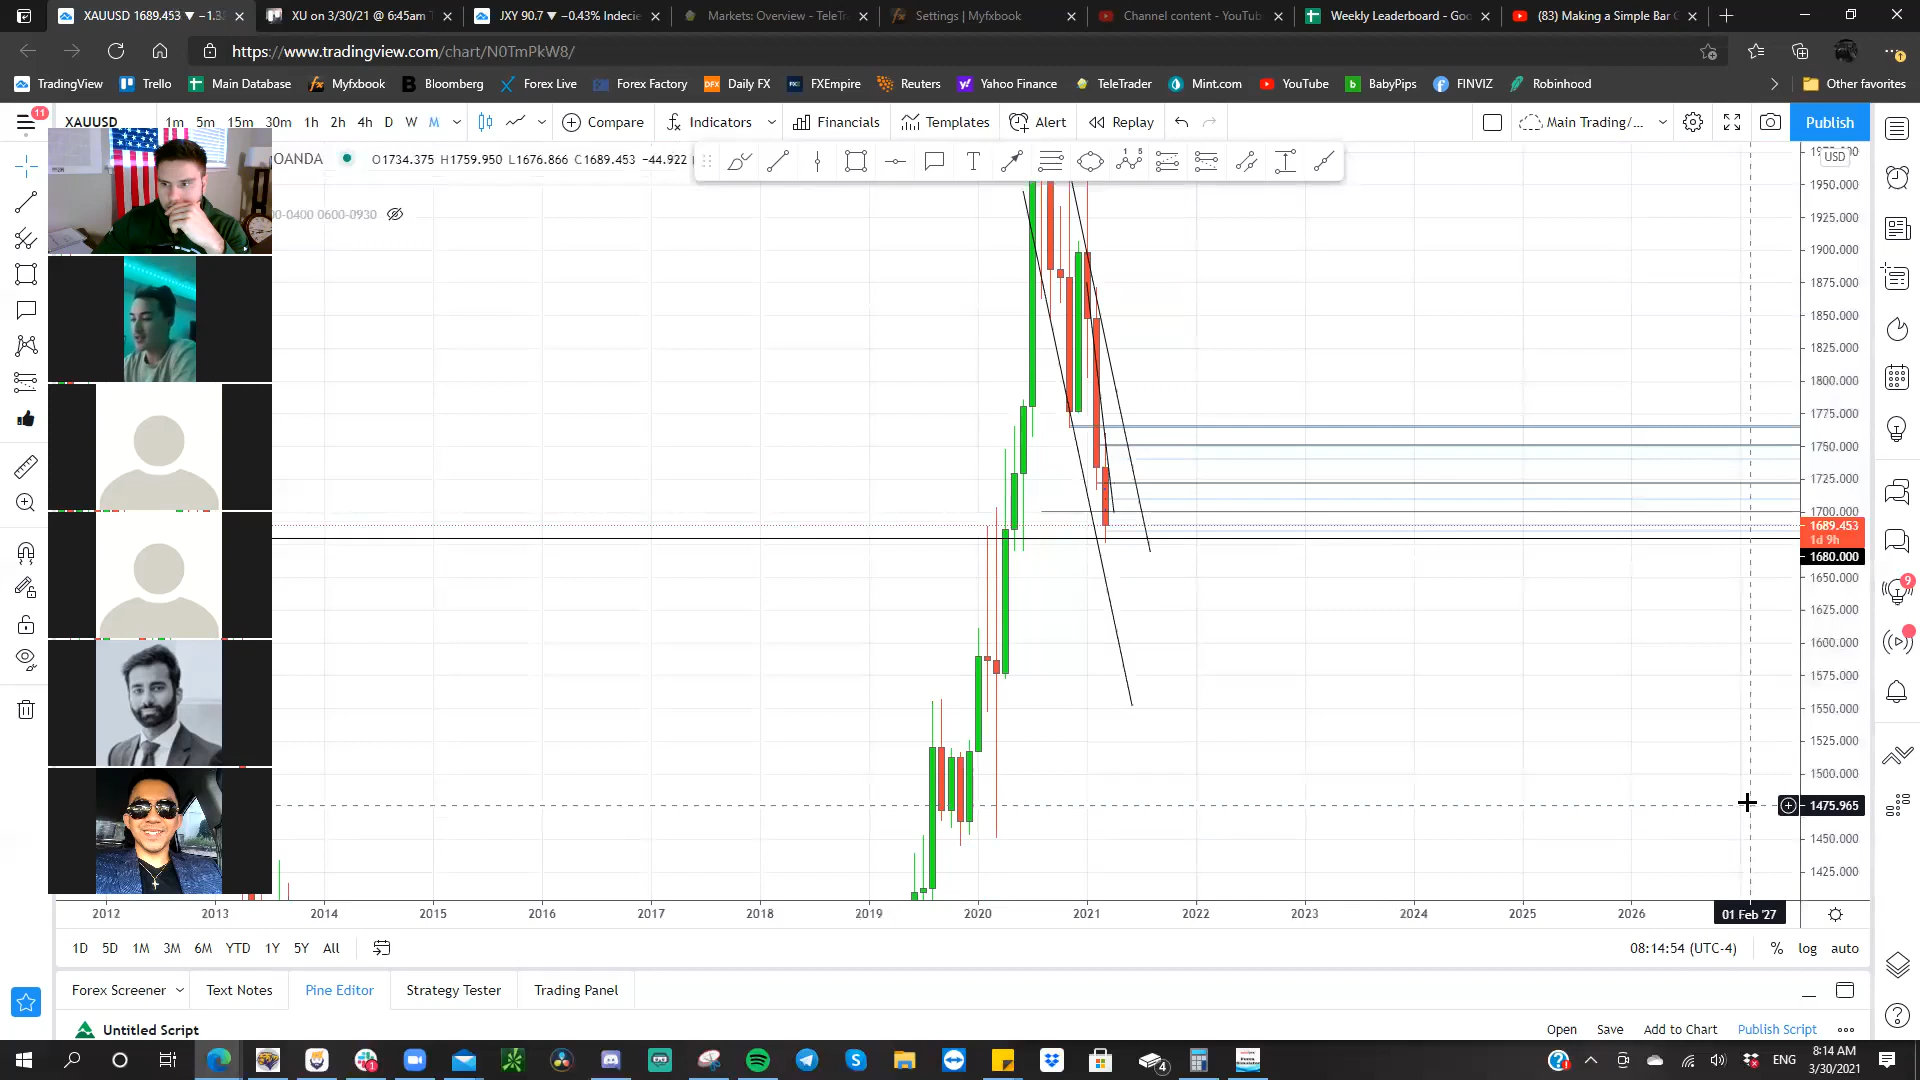 XAUUSD 1689.453 ▼ −1.3
XU on 3/30/21 @ 6:45am T
JXY 90.7 ▼ −0.43% Indecie
Markets: Overview - TeleTra
Settings | Myfxbook
Channel content - YouTub
Weekly Leaderboard - Goo
(83) Making a Simple Bar
https://www.tradingview.com/chart/N0TmPkW8/
TradingView
Trello
Main Database
Myfxbook
Bloomberg
Forex Live
Forex Factory
Daily FX
FXEmpire
Reuters
Yahoo Finance
TeleTrader
Mint.com
YouTube
BabyPips
FINVIZ
Robinhood
Other favorites
11
XAUUSD
1m 5m 15m 30m 1h 2h 4h D W M
Compare
Indicators
Financials
Templates
Alert
Replay
Main Trading/...
Publish
OANDA
O1734.375 H1759.950 L1676.866 C1689.453 −44.922
USD
00-0400 0600-0930
1950.000
1925.000
1900.000
1875.000
1850.000
1825.000
1800.000
1775.000
1750.000
1725.000
1700.000
1689.453
1d 9h
1680.000
1650.000
1625.000
1600.000
1575.000
1550.000
1525.000
1500.000
1475.965
1450.000
1425.000
9
2012 2013 2014 2015 2016 2017 2018 2019 2020 2021 2022 2023 2024 2025 2026
01 Feb '27
1D 5D 1M 3M 6M YTD 1Y 5Y All
08:14:54 (UTC-4)
% log auto
Forex Screener
Text Notes
Pine Editor
Strategy Tester
Trading Panel
Untitled Script
Open Save Add to Chart Publish Script
1
4
ENG
8:14 AM
3/30/2021